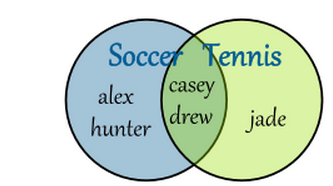 Soccer Tennis
alex
hunter
casey
drew
jade